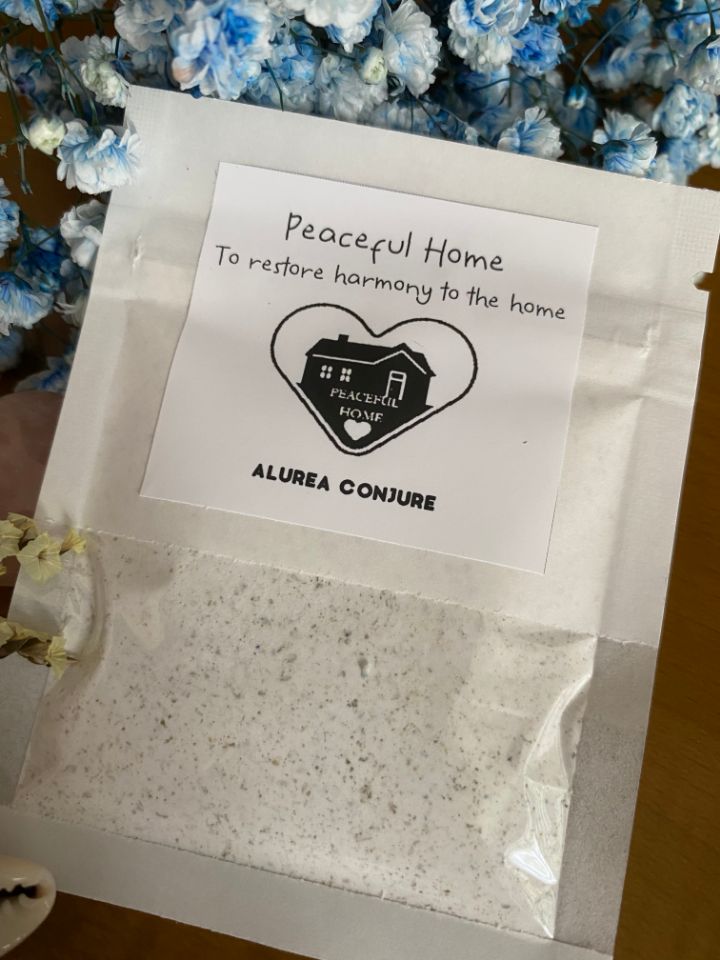 Peaceful Home
To restore harmony to the home
PEACEFUL
HOME
ALUREA CONJURE